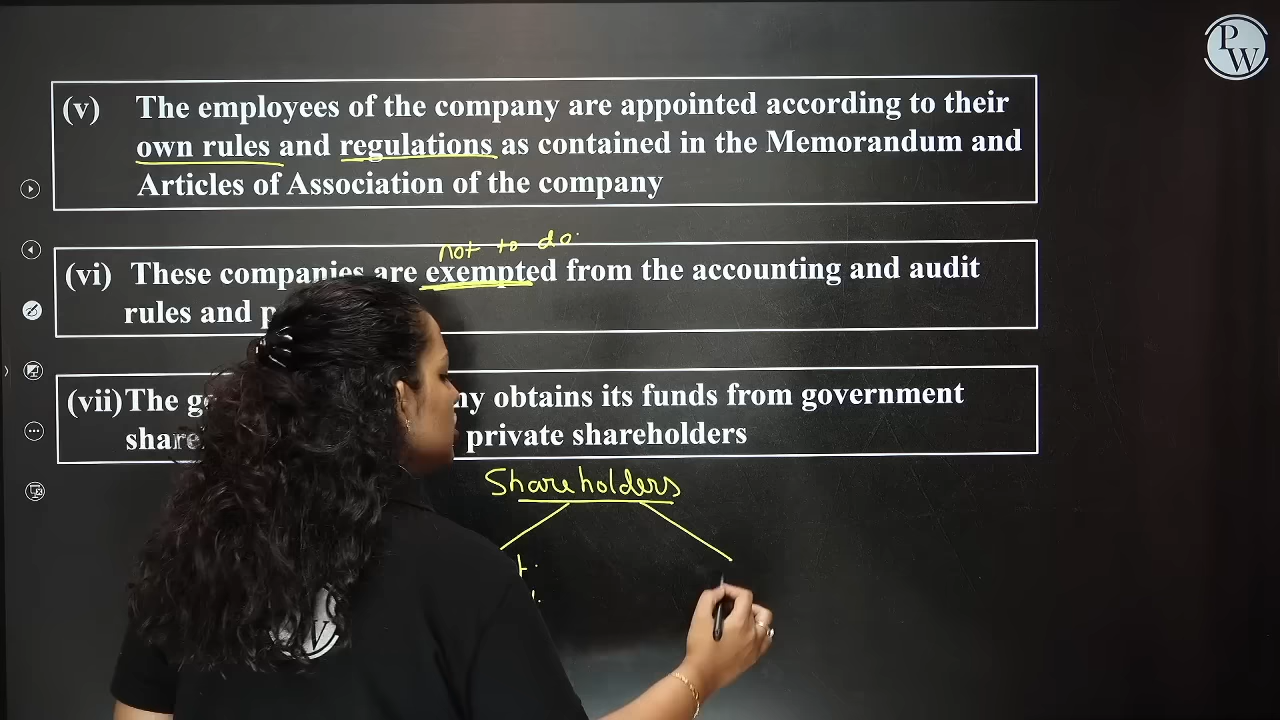 PW
(v) The employees of the company are appointed according to their
own rules and regulations as contained in the Memorandum and
Articles of Association of the company
not to do.
(vi) These companies are exempted from the accounting and audit
rules and
(vii) The obtains its funds from government
private shareholders
Shareholders